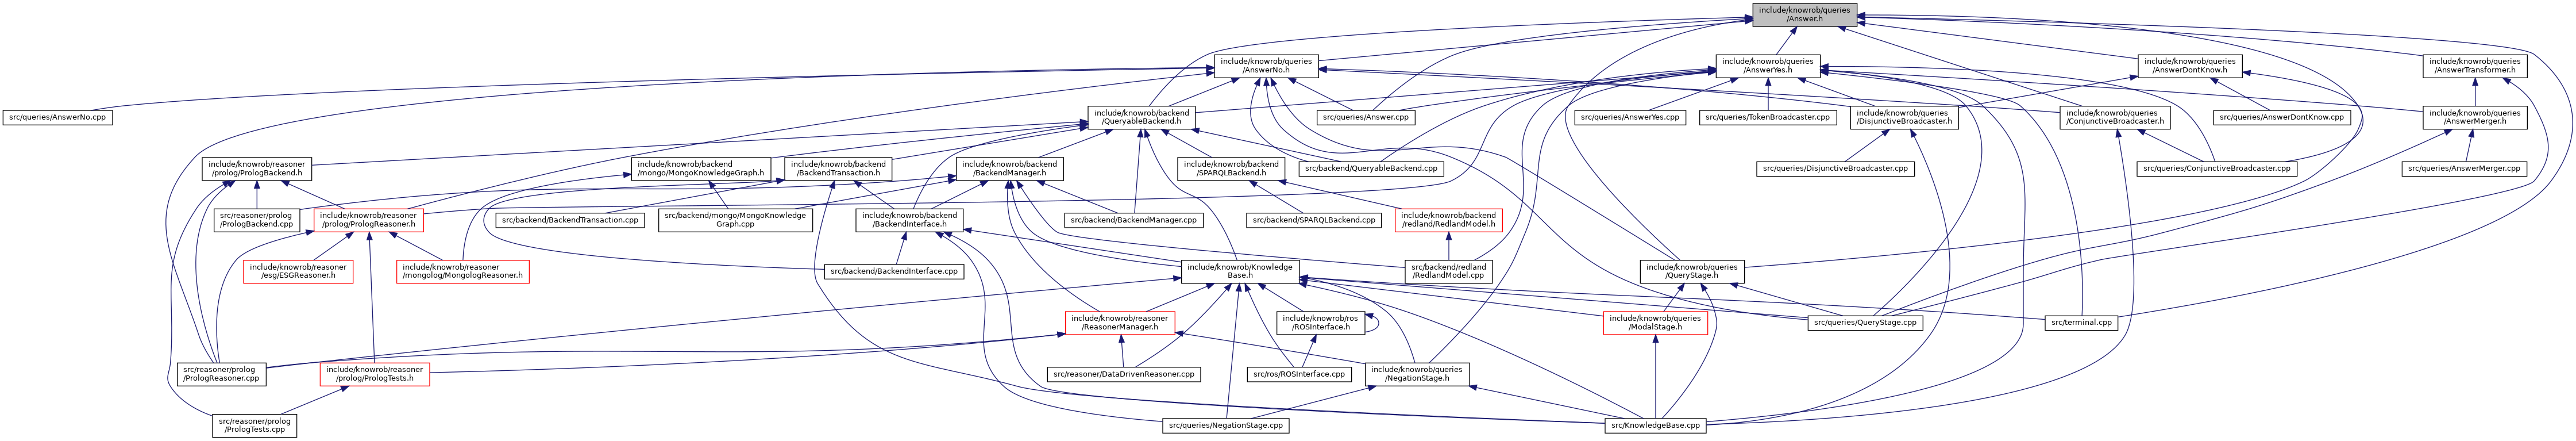 include/knowrob/queries
/Answer.h
include/knowrob/queries
/AnswerNo.h
include/knowrob/queries
/AnswerYes.h
include/knowrob/queries
/AnswerDontKnow.h
include/knowrob/queries
/AnswerTransformer.h
src/queries/AnswerNo.cpp
include/knowrob/backend
/QueryableBackend.h
src/queries/Answer.cpp
src/queries/AnswerYes.cpp
src/queries/TokenBroadcaster.cpp
include/knowrob/queries
/DisjunctiveBroadcaster.h
include/knowrob/queries
/ConjunctiveBroadcaster.h
src/queries/AnswerDontKnow.cpp
include/knowrob/queries
/AnswerMerger.h
include/knowrob/reasoner
/prolog/PrologBackend.h
include/knowrob/backend
/mongo/MongoKnowledgeGraph.h
include/knowrob/backend
/BackendTransaction.h
include/knowrob/backend
/BackendManager.h
include/knowrob/backend
/SPARQLBackend.h
src/backend/QueryableBackend.cpp
src/queries/DisjunctiveBroadcaster.cpp
src/queries/ConjunctiveBroadcaster.cpp
src/queries/AnswerMerger.cpp
src/reasoner/prolog
/PrologBackend.cpp
include/knowrob/reasoner
/prolog/PrologReasoner.h
src/backend/BackendTransaction.cpp
src/backend/mongo/MongoKnowledge
Graph.cpp
include/knowrob/backend
/BackendInterface.h
src/backend/BackendManager.cpp
src/backend/SPARQLBackend.cpp
include/knowrob/backend
/redland/RedlandModel.h
include/knowrob/reasoner
/esg/ESGReasoner.h
include/knowrob/reasoner
/mongolog/MongologReasoner.h
src/backend/BackendInterface.cpp
include/knowrob/Knowledge
Base.h
src/backend/redland
/RedlandModel.cpp
include/knowrob/queries
/QueryStage.h
include/knowrob/reasoner
/ReasonerManager.h
include/knowrob/ros
/ROSInterface.h
include/knowrob/queries
/ModalStage.h
src/queries/QueryStage.cpp
src/terminal.cpp
src/reasoner/prolog
/PrologReasoner.cpp
include/knowrob/reasoner
/prolog/PrologTests.h
src/reasoner/DataDrivenReasoner.cpp
src/ros/ROSInterface.cpp
include/knowrob/queries
/NegationStage.h
src/reasoner/prolog
/PrologTests.cpp
src/queries/NegationStage.cpp
src/KnowledgeBase.cpp